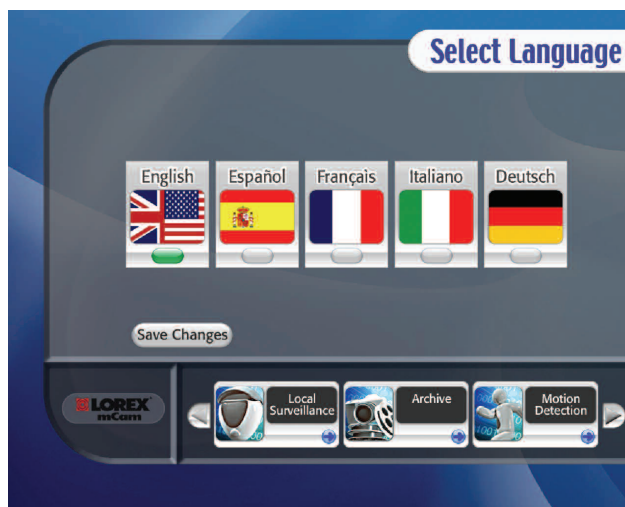 Select Language
English Español Français Italiano Deutsch
Save Changes
LOREX
mCam
Local
Surveillance
Archive
Motion
Detection